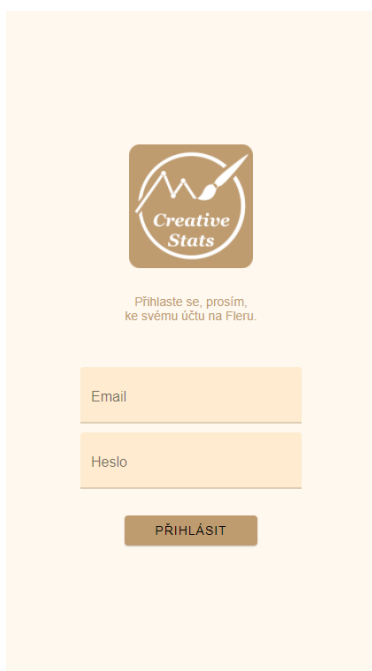 Creative
Stats
Přihlaste se, prosím,
ke svému účtu na Fleru.
Email
Heslo
PŘIHLÁSIT